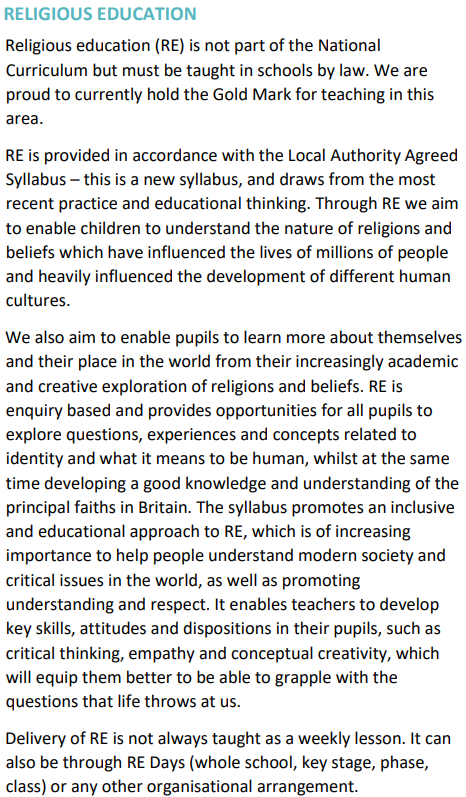 RELIGIOUS EDUCATION
Religious education (RE) is not part of the National
Curriculum but must be taught in schools by law. We are
proud to currently hold the Gold Mark for teaching in this
area.
RE is provided in accordance with the Local Authority Agreed
Syllabus – this is a new syllabus, and draws from the most
recent practice and educational thinking. Through RE we aim
to enable children to understand the nature of religions and
beliefs which have influenced the lives of millions of people
and heavily influenced the development of different human
cultures.
We also aim to enable pupils to learn more about themselves
and their place in the world from their increasingly academic
and creative exploration of religions and beliefs. RE is
enquiry based and provides opportunities for all pupils to
explore questions, experiences and concepts related to
identity and what it means to be human, whilst at the same
time developing a good knowledge and understanding of the
principal faiths in Britain. The syllabus promotes an inclusive
and educational approach to RE, which is of increasing
importance to help people understand modern society and
critical issues in the world, as well as promoting
understanding and respect. It enables teachers to develop
key skills, attitudes and dispositions in their pupils, such as
critical thinking, empathy and conceptual creativity, which
will equip them better to be able to grapple with the
questions that life throws at us.
Delivery of RE is not always taught as a weekly lesson. It can
also be through RE Days (whole school, key stage, phase,
class) or any other organisational arrangement.